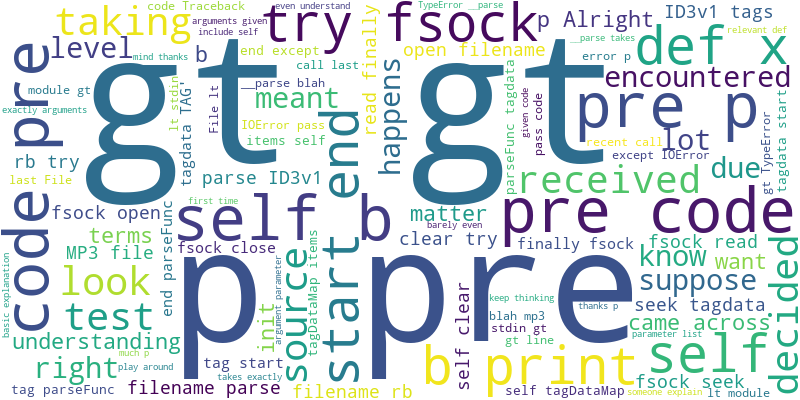 code Traceback
even understand
TypeError __parse
relevant def
taking
try
fsock
arguments given
include self
p Alright
ID3v1 tags
__parse takes
def x
level
b
end except
open filename
error p
mind thanks
gt gt
read finally
encountered
module gt
__parse blah
meant
pre p
exactly arguments
File lt
IOError pass
items self
happens
lt stdin
tagdata TAG'
parseFunc tagdata
pass code
given code
recent call
lot
except IOError
gt TypeError
tagdata start
last File
call last
rb try
parse ID3v1
received
due
code pre
first time
start end
fsock open
self b
matter
barely even
pre code
terms
MP3 file
fsock close
clear try
finally fsock
fsock read
know
want
decided
look
p pre
source
tagDataMap items
keep thinking
suppose
seek tagdata
basic explanation
end parseFunc
test
init
argument parameter
self clear
blah mp3
stdin gt
thanks p
came across
understanding
gt line
parameter list
right
tag start
b print
self
much p
play around
takes exactly
fsock seek
tag parseFunc
filename parse
filename rb
self tagDataMap
someone explain
lt module